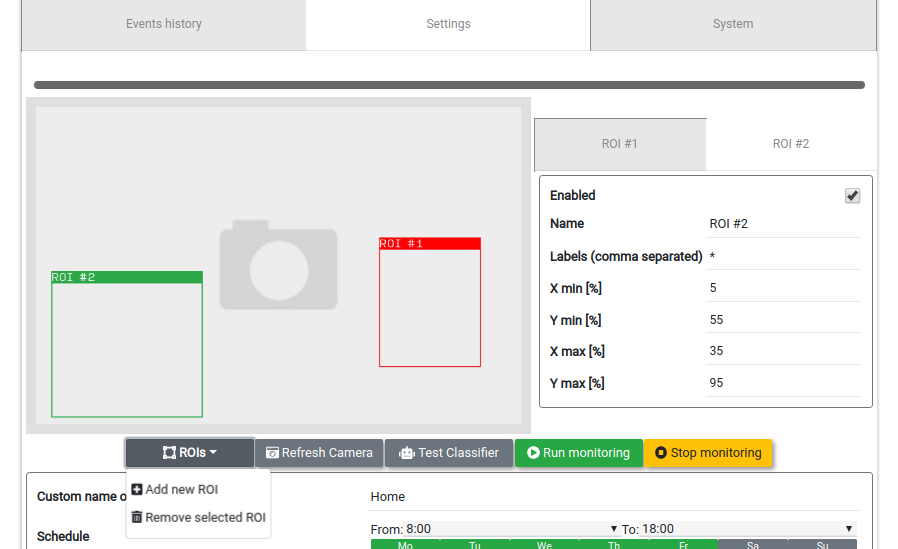 Events history
Settings
System
ROI #1
ROI #2
ROI #1
ROI #2
Enabled
Name ROI #2
Labels (comma separated) *
X min [%] 5
Y min [%] 55
X max [%] 35
Y max [%] 95
ROIs Refresh Camera Test Classifier Run monitoring Stop monitoring
Add new ROI
Remove selected ROI
Custom name o Home
Schedule From: 8:00 To: 18:00
Mo Tu We Th Fr Sa Su